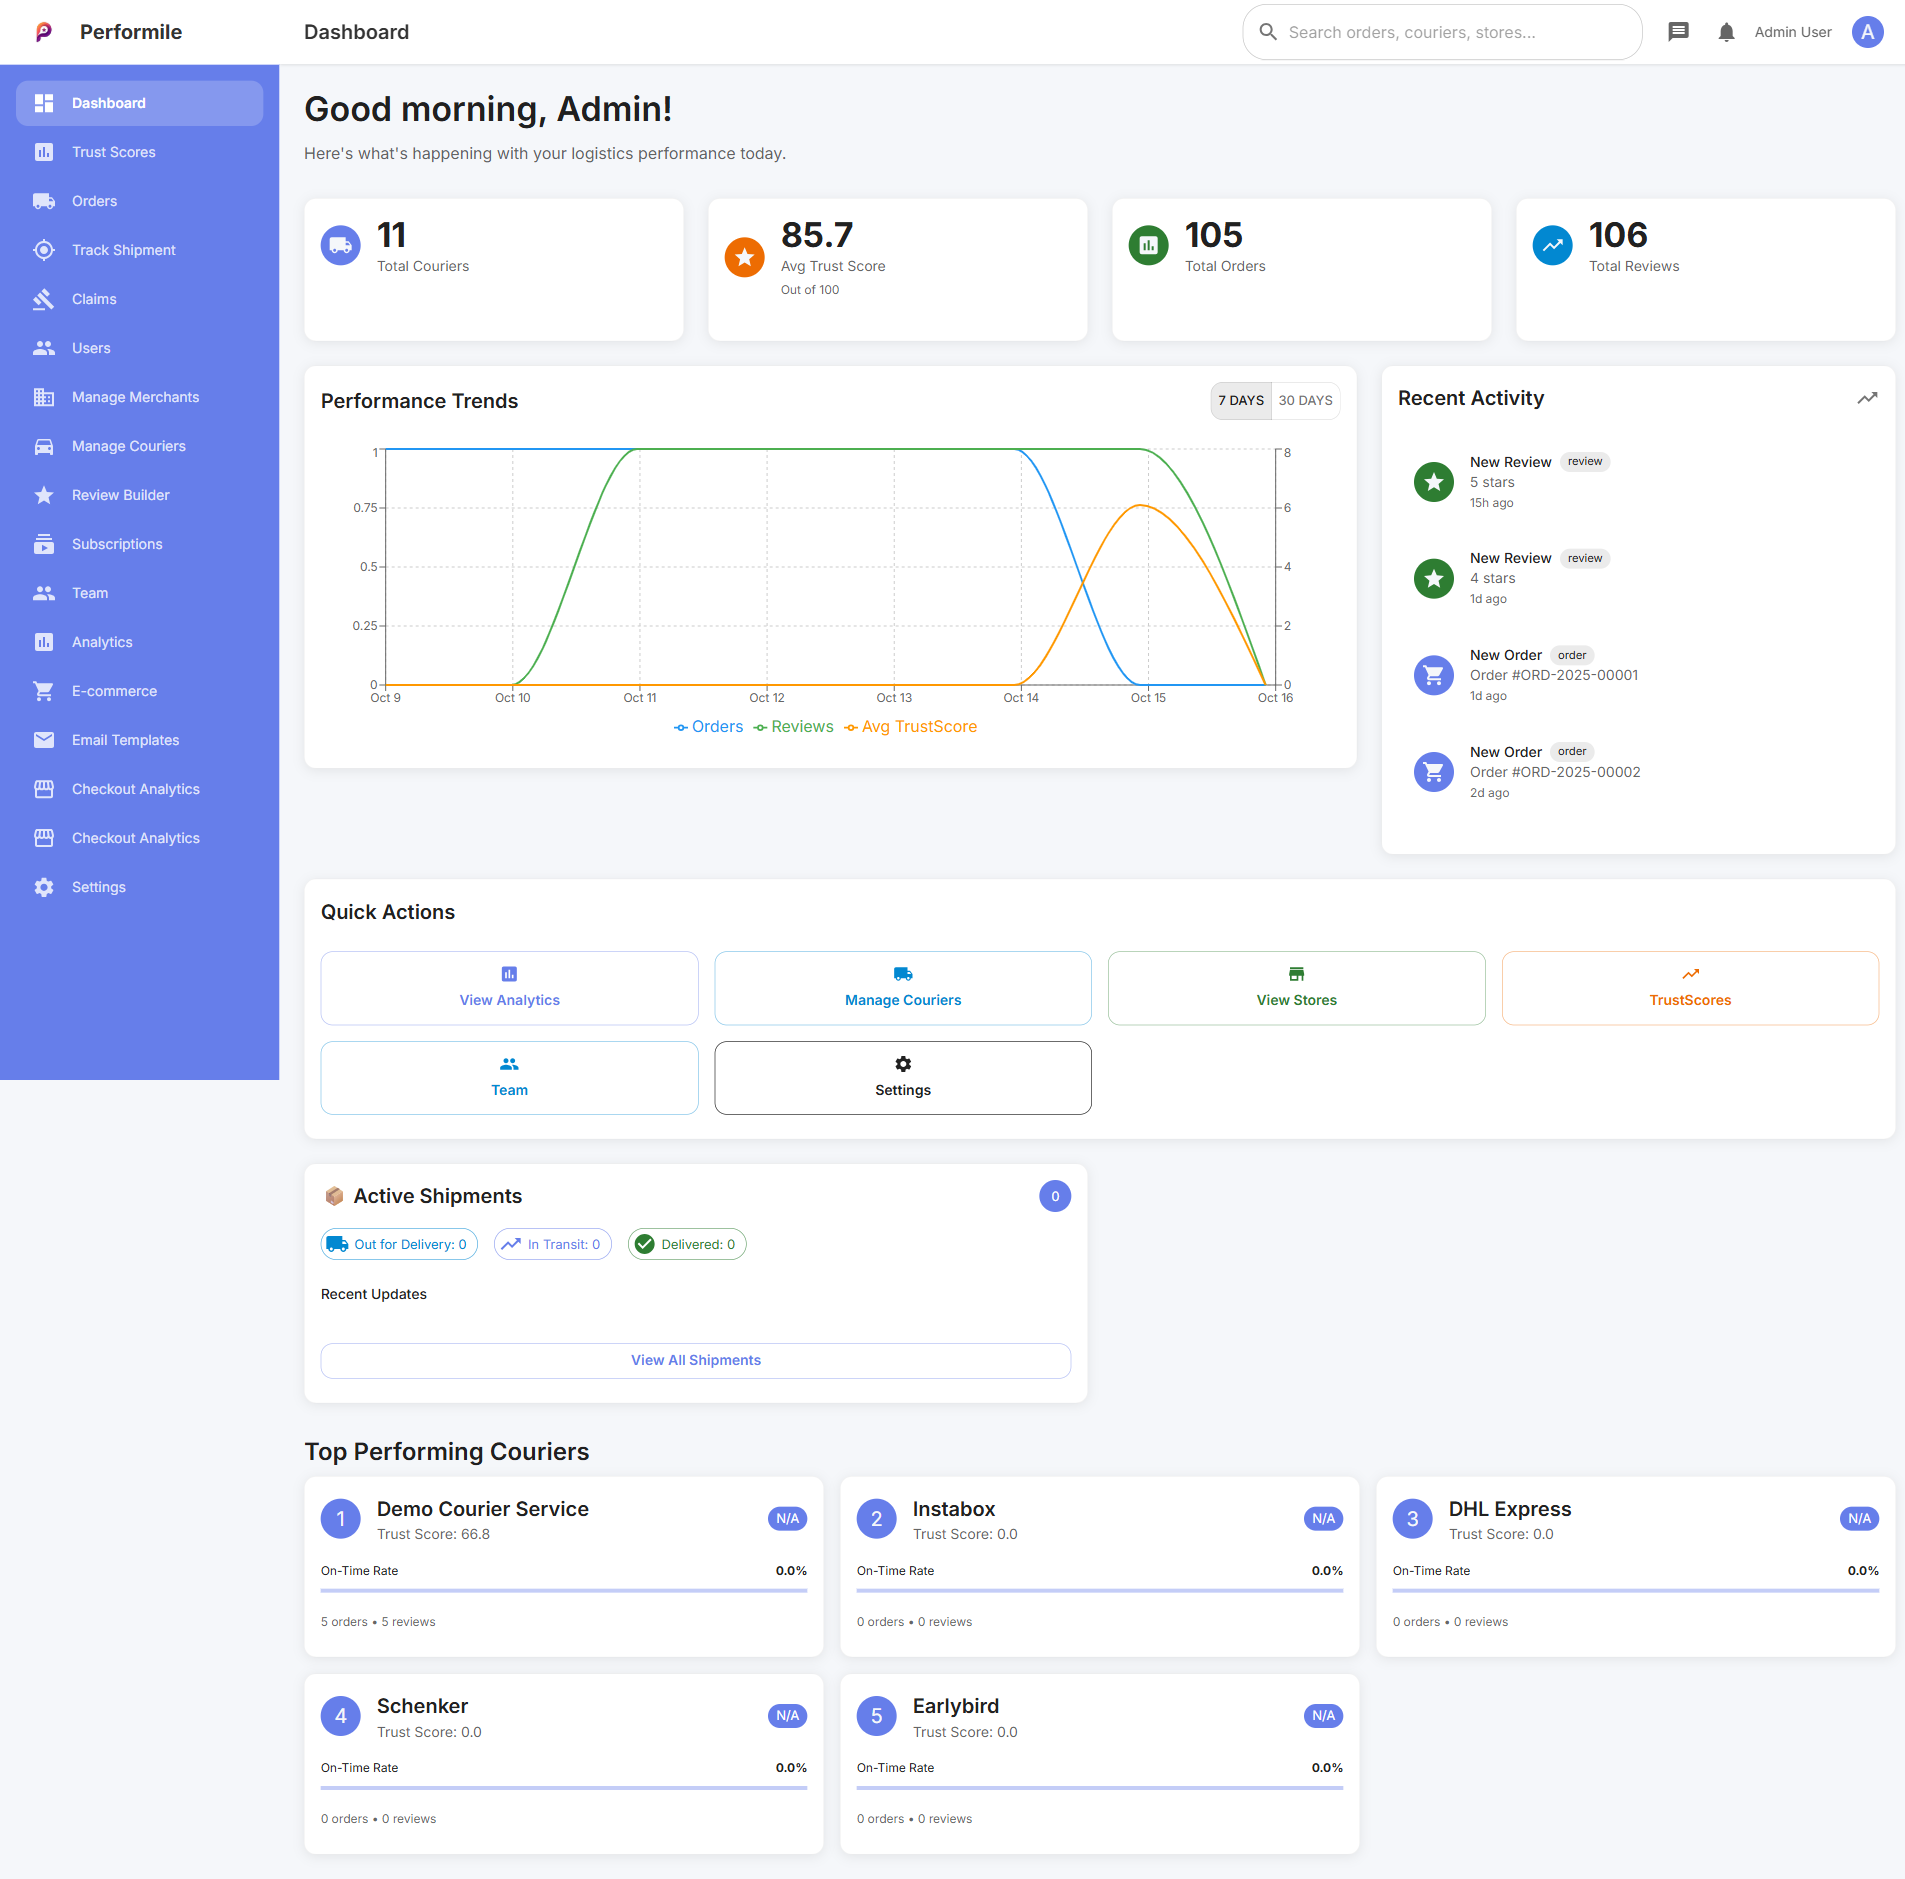 Performile
Dashboard
Search orders, couriers, stores...
Admin User
A
Dashboard
Trust Scores
Orders
Track Shipment
Claims
Users
Manage Merchants
Manage Couriers
Review Builder
Subscriptions
Team
Analytics
E-commerce
Email Templates
Checkout Analytics
Checkout Analytics
Settings
Good morning, Admin!
Here's what's happening with your logistics performance today.
11
Total Couriers
85.7
Avg Trust Score
Out of 100
105
Total Orders
106
Total Reviews
Performance Trends
7 DAYS
30 DAYS
1
0.75
0.5
0.25
0
8
6
4
2
0
Oct 9
Oct 10
Oct 11
Oct 12
Oct 13
Oct 14
Oct 15
Oct 16
Orders
Reviews
Avg TrustScore
Recent Activity
New Review review
5 stars
15h ago
New Review review
4 stars
1d ago
New Order order
Order #ORD-2025-00001
1d ago
New Order order
Order #ORD-2025-00002
2d ago
Quick Actions
View Analytics
Manage Couriers
View Stores
TrustScores
Team
Settings
Active Shipments
0
Out for Delivery: 0
In Transit: 0
Delivered: 0
Recent Updates
View All Shipments
Top Performing Couriers
1
Demo Courier Service
Trust Score: 66.8
N/A
On-Time Rate
0.0%
5 orders • 5 reviews
2
Instabox
Trust Score: 0.0
N/A
On-Time Rate
0.0%
0 orders • 0 reviews
3
DHL Express
Trust Score: 0.0
N/A
On-Time Rate
0.0%
0 orders • 0 reviews
4
Schenker
Trust Score: 0.0
N/A
On-Time Rate
0.0%
0 orders • 0 reviews
5
Earlybird
Trust Score: 0.0
N/A
On-Time Rate
0.0%
0 orders • 0 reviews